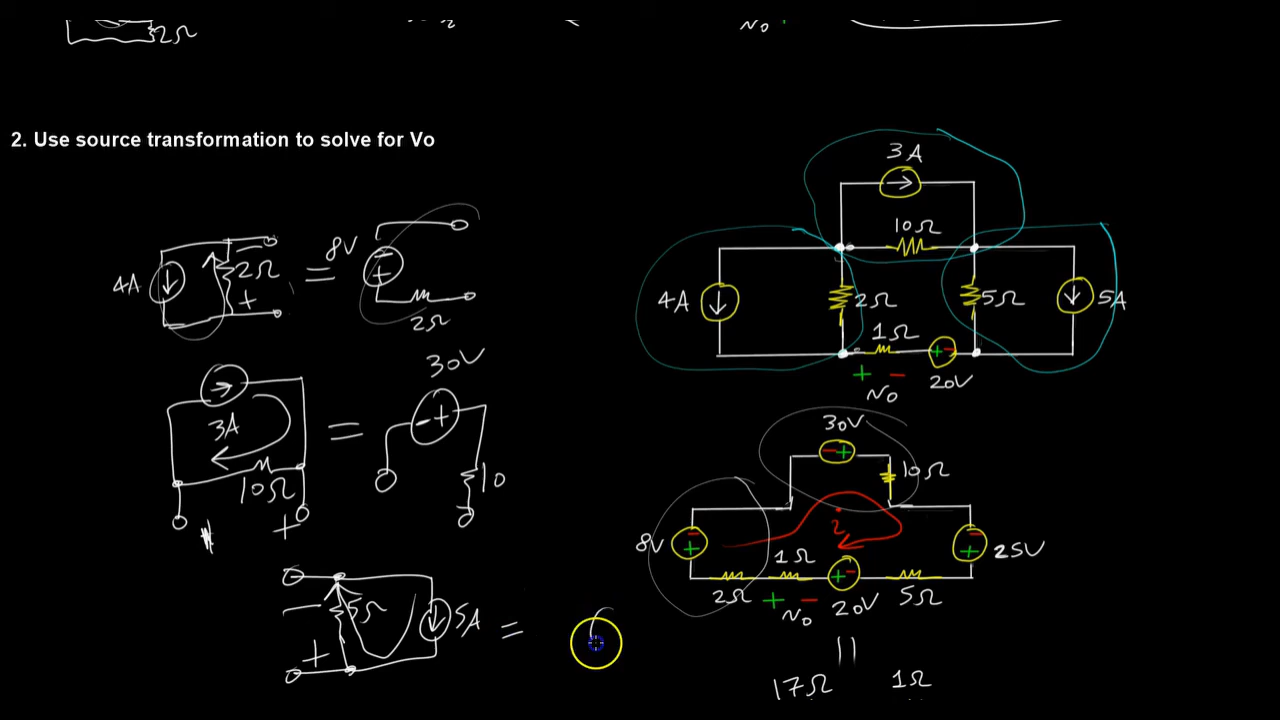 2Ω
2. Use source transformation to solve for Vo
3A
10Ω
4A
2Ω
5Ω
5A
1Ω
+ -
Vo
+ -
20V
4A
2Ω
+
=
8V
-
+
2Ω
3A
10Ω
+
=
30V
- +
10
30V
- +
10Ω
8V
-
+
i
-
+
25V
2Ω
1Ω
+ -
Vo
+ -
20V
5Ω
-
5Ω
+
5A
=
17Ω
1Ω